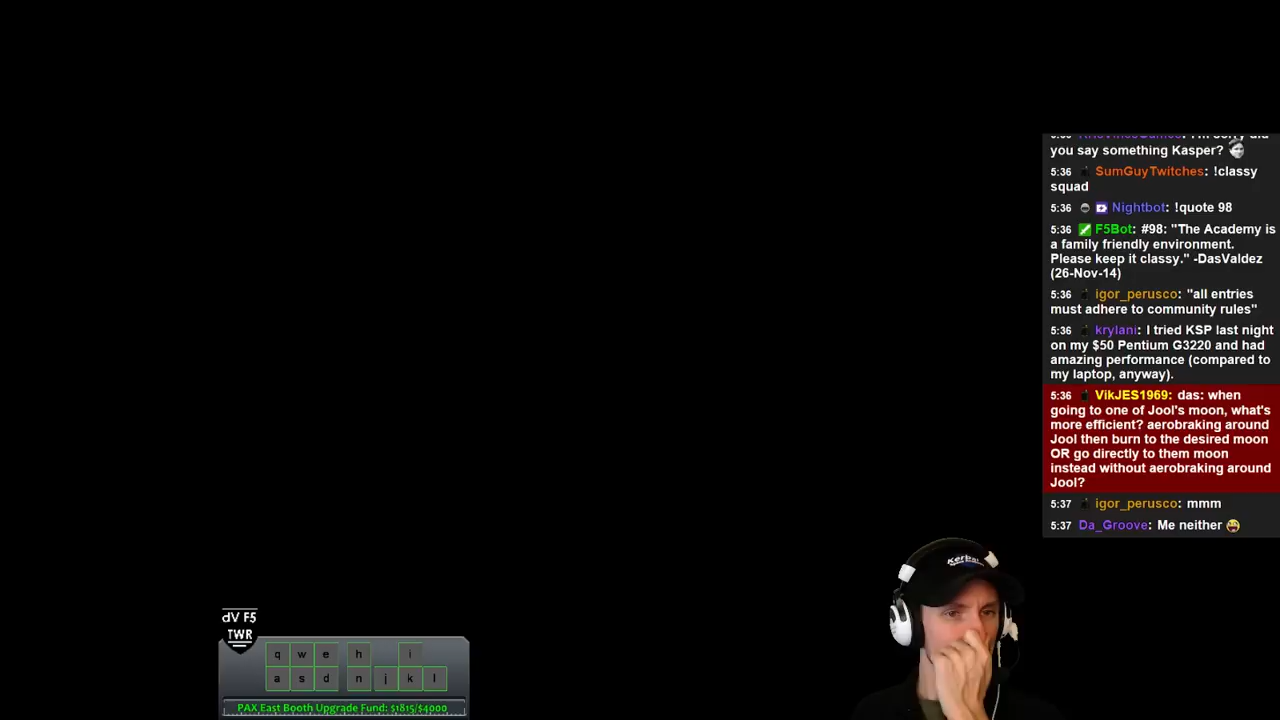 you say something Kasper?
5:36 SumGuyTwitches: !classy
squad
5:36 Nightbot: !quote 98
F5Bot: #98: "The Academy is
a family friendly environment.
Please keep it classy." -DasValdez
(26-Nov-14)
5:36 igor_perusco: "all entries
must adhere to community rules"
5:36 krylani: I tried KSP last night
on my $50 Pentium G3220 and had
amazing performance (compared to
my laptop, anyway).
5:36 VikJES1969: das: when
going to one of Jool's moon, what's
more efficient? aerobraking around
Jool then burn to the desired moon
OR go directly to them moon
instead without aerobraking around
Jool?
5:37 igor_perusco: mmm
5:37 Da_Groove: Me neither
dV F5
TWR
q w e h i
a s d n j k l
PAX East Booth Upgrade Fund: $1815/$4000